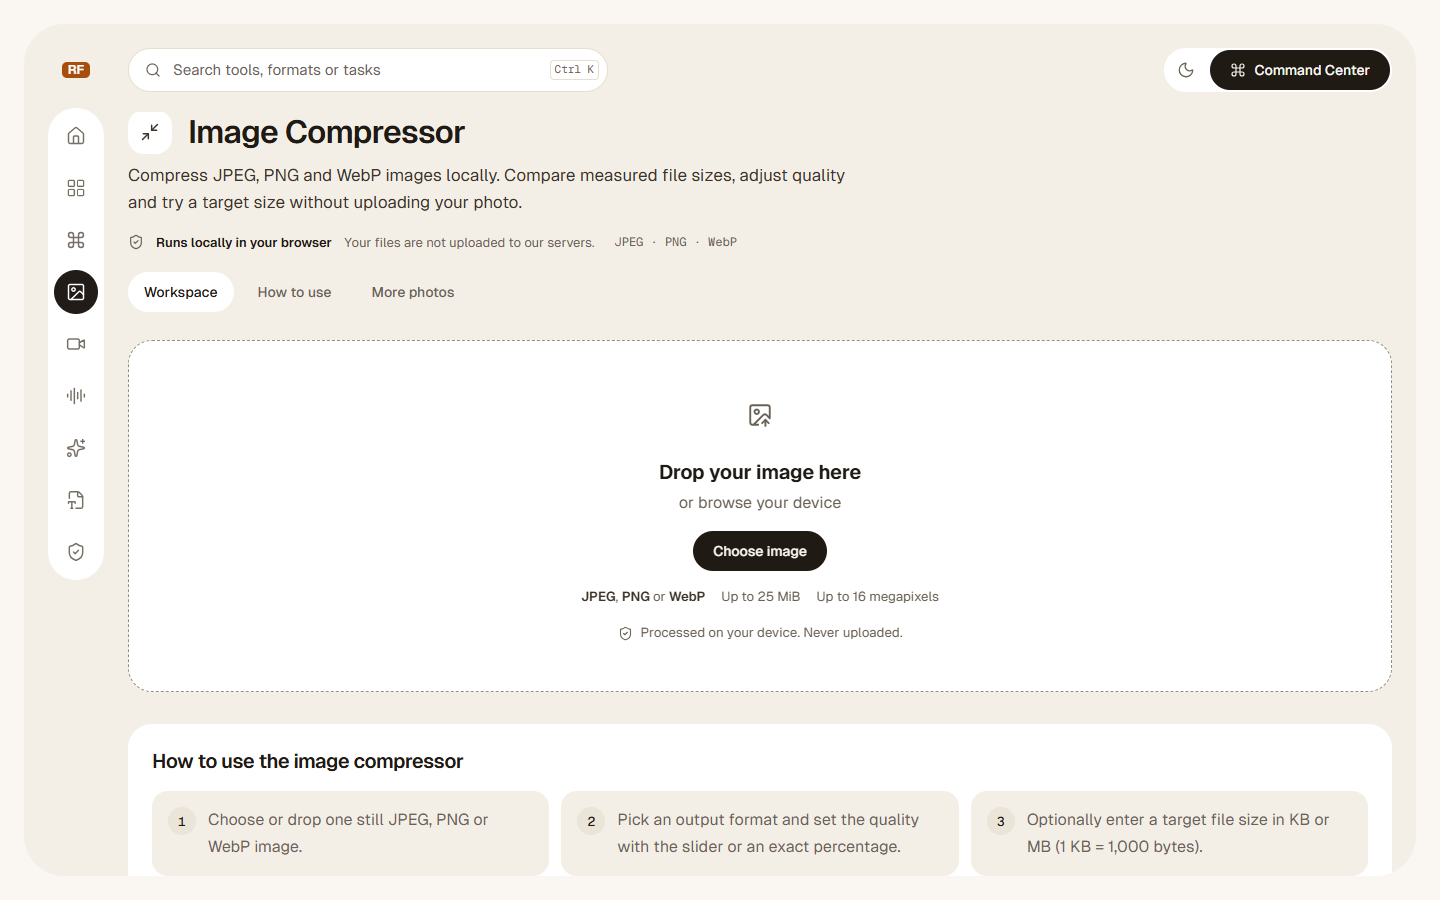 RF
Search tools, formats or tasks
Ctrl K
Command Center
Image Compressor
Compress JPEG, PNG and WebP images locally. Compare measured file sizes, adjust quality
and try a target size without uploading your photo.
Runs locally in your browser
Your files are not uploaded to our servers.
JPEG · PNG · WebP
Workspace
How to use
More photos
Drop your image here
or browse your device
Choose image
JPEG, PNG or WebP
Up to 25 MiB
Up to 16 megapixels
Processed on your device. Never uploaded.
How to use the image compressor
1
Choose or drop one still JPEG, PNG or
WebP image.
2
Pick an output format and set the quality
with the slider or an exact percentage.
3
Optionally enter a target file size in KB or
MB (1 KB = 1,000 bytes).